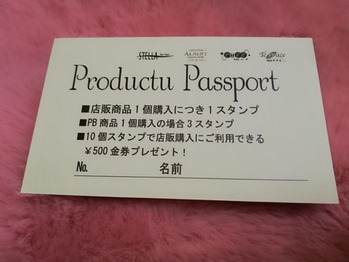 STELLA
ALBURY
Puff
Terrace
Productu Passport
■店販商品1個購入につき1スタンプ
■PB商品1個購入の場合3スタンプ
■10個スタンプで店販購入にご利用できる
￥500金券プレゼント！
No. 名前